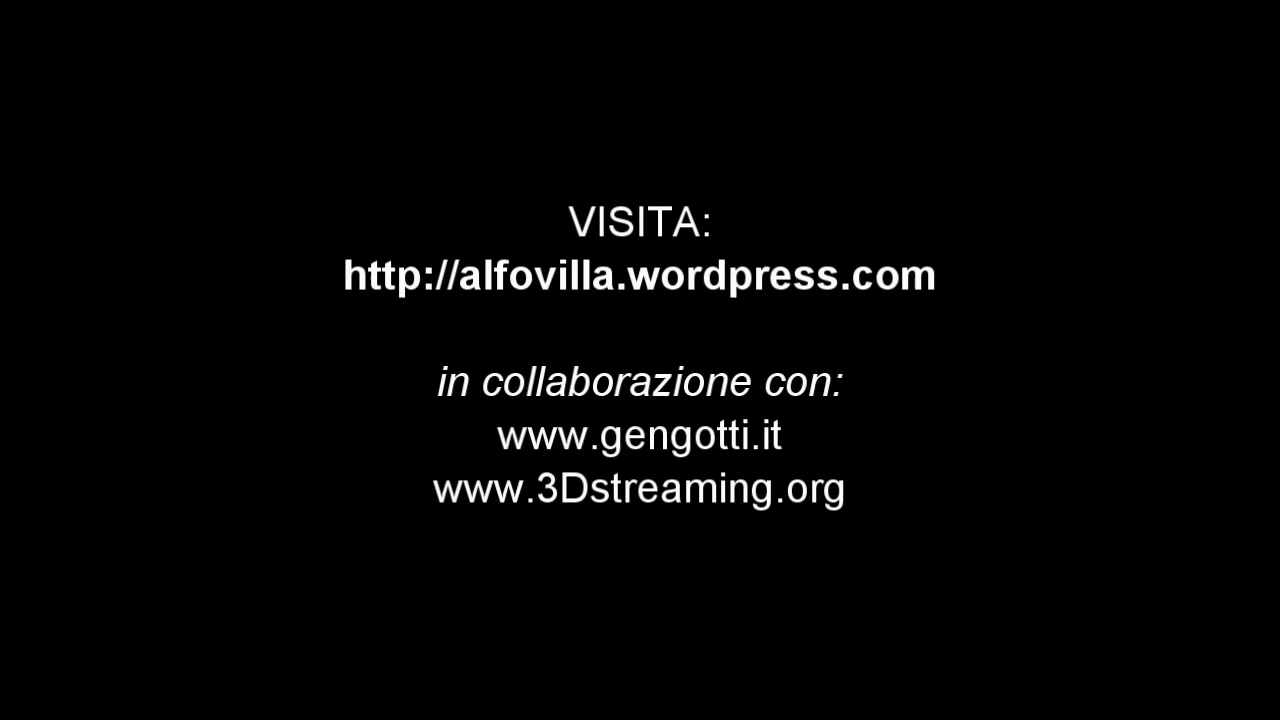 VISITA:
http://alfovilla.wordpress.com
in collaborazione con:
www.gengotti.it
www.3Dstreaming.org